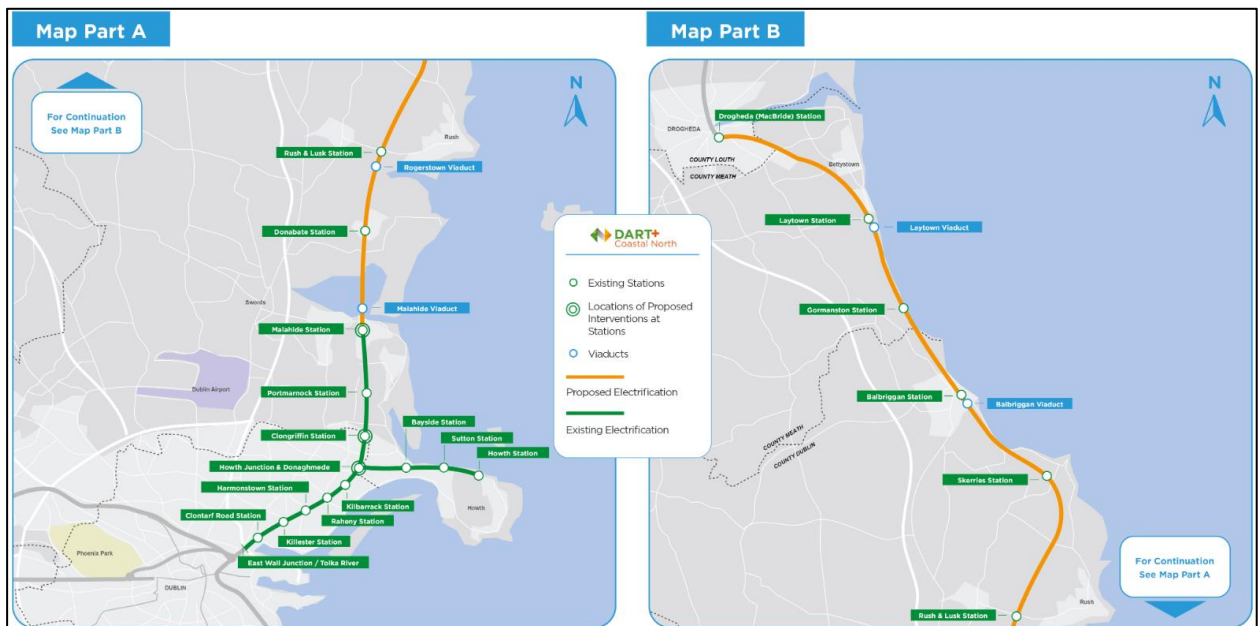 Map Part A
For Continuation
See Map Part B
N
Rush
Rush & Lusk Station
Rogerstown Viaduct
Donabate Station
Swords
Malahide Viaduct
Malahide Station
Dublin Airport
Portmarnock Station
Clongriffin Station
Bayside Station
Sutton Station
Howth Station
Howth Junction & Donaghmede
Harmonstown Station
Kilbarrack Station
Howth
Clontarf Road Station
Raheny Station
Killester Station
Phoenix Park
East Wall Junction / Tolka River
DUBLIN
DART+
Coastal North
Existing Stations
Locations of Proposed
Interventions at
Stations
Viaducts
Proposed Electrification
Existing Electrification
Map Part B
N
Drogheda (MacBride) Station
DROGHEDA
COUNTY LOUTH
COUNTY MEATH
Bettystown
Laytown Station
Laytown Viaduct
Gormanston Station
Balbriggan Station
Balbriggan Viaduct
COUNTY MEATH
COUNTY DUBLIN
Skerries Station
For Continuation
See Map Part A
Rush
Rush & Lusk Station